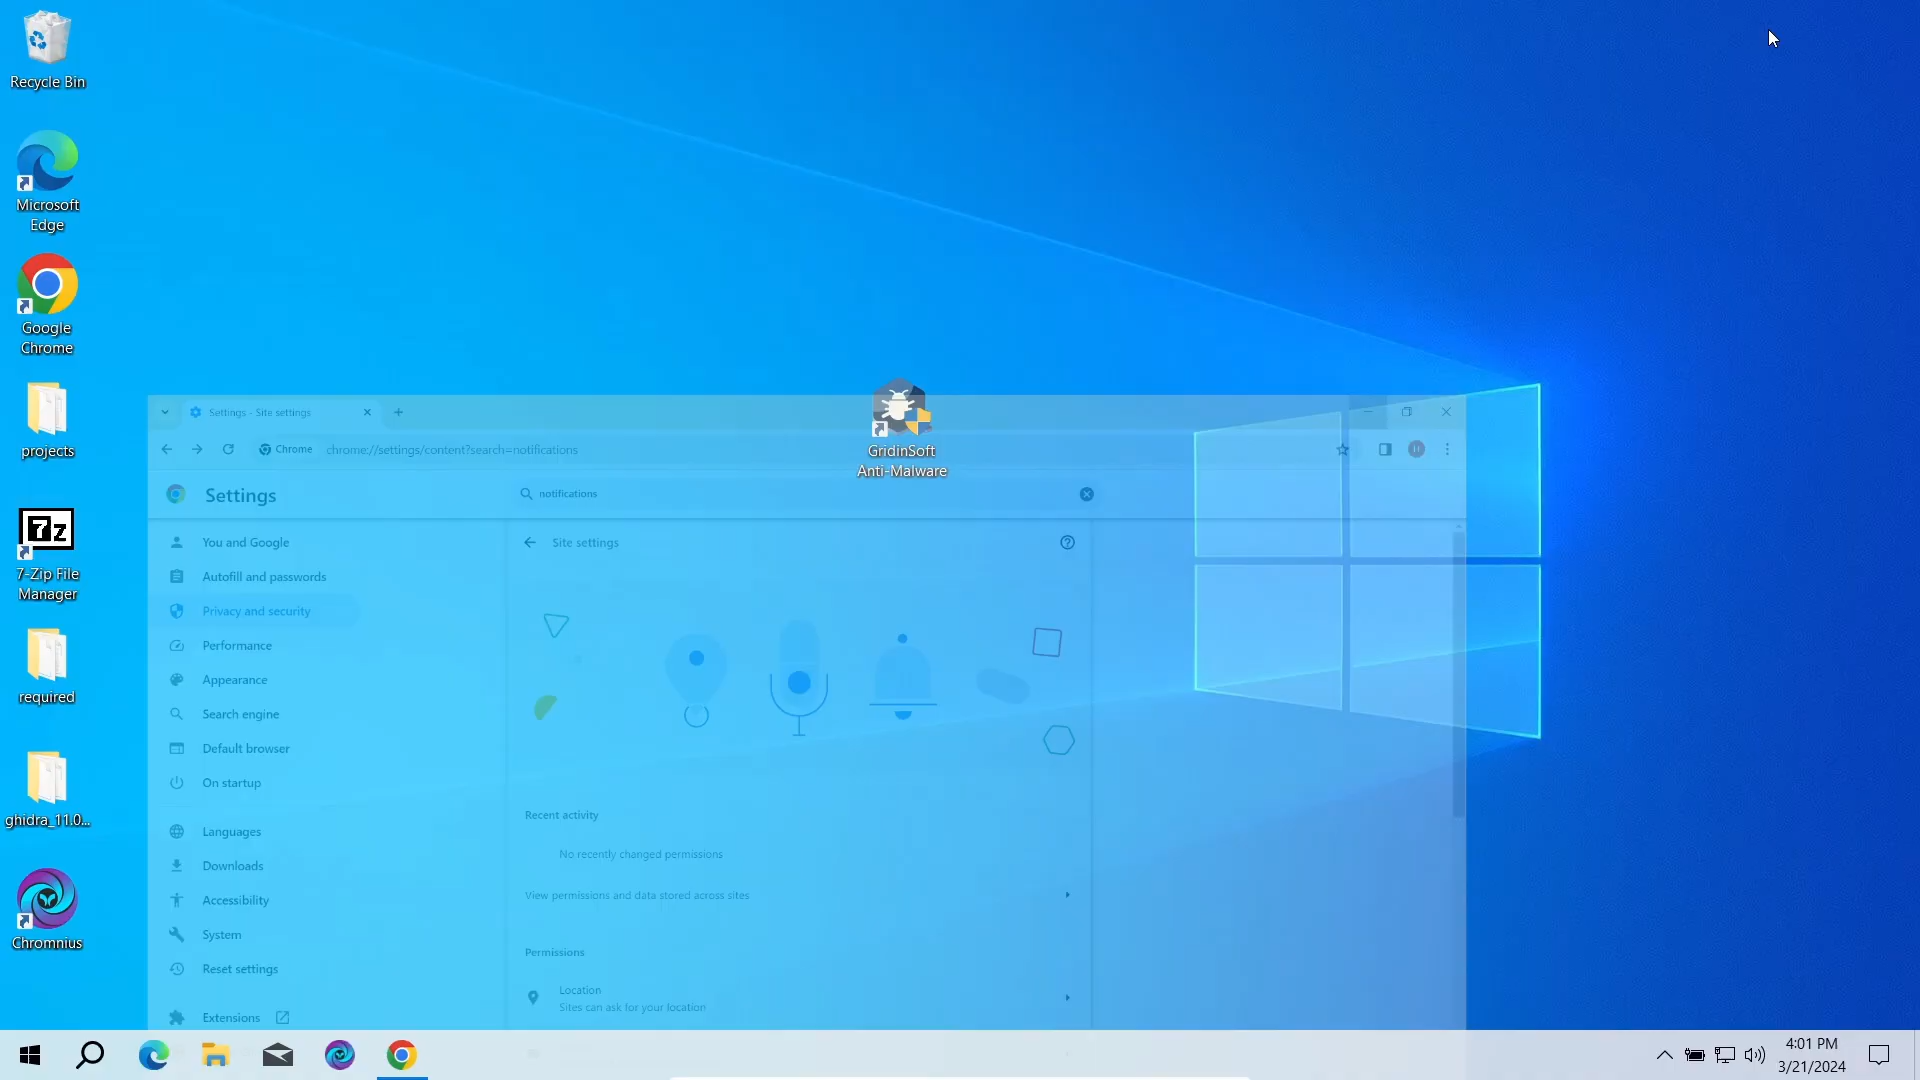 Recycle Bin
Microsoft
Edge
Google
Chrome
projects
7z
7-Zip File
Manager
required
ghidra_11.0...
Chromnius
GridinSoft
Anti-Malware
Settings - Site settings
Chrome
chrome://settings/content?search=notifications
Settings
notifications
You and Google
Autofill and passwords
Privacy and security
Performance
Appearance
Search engine
Default browser
On startup
Languages
Downloads
Accessibility
System
Reset settings
Extensions
Site settings
Recent activity
No recently changed permissions
View permissions and data stored across sites
Permissions
Location
Sites can ask for your location
4:01 PM
3/21/2024